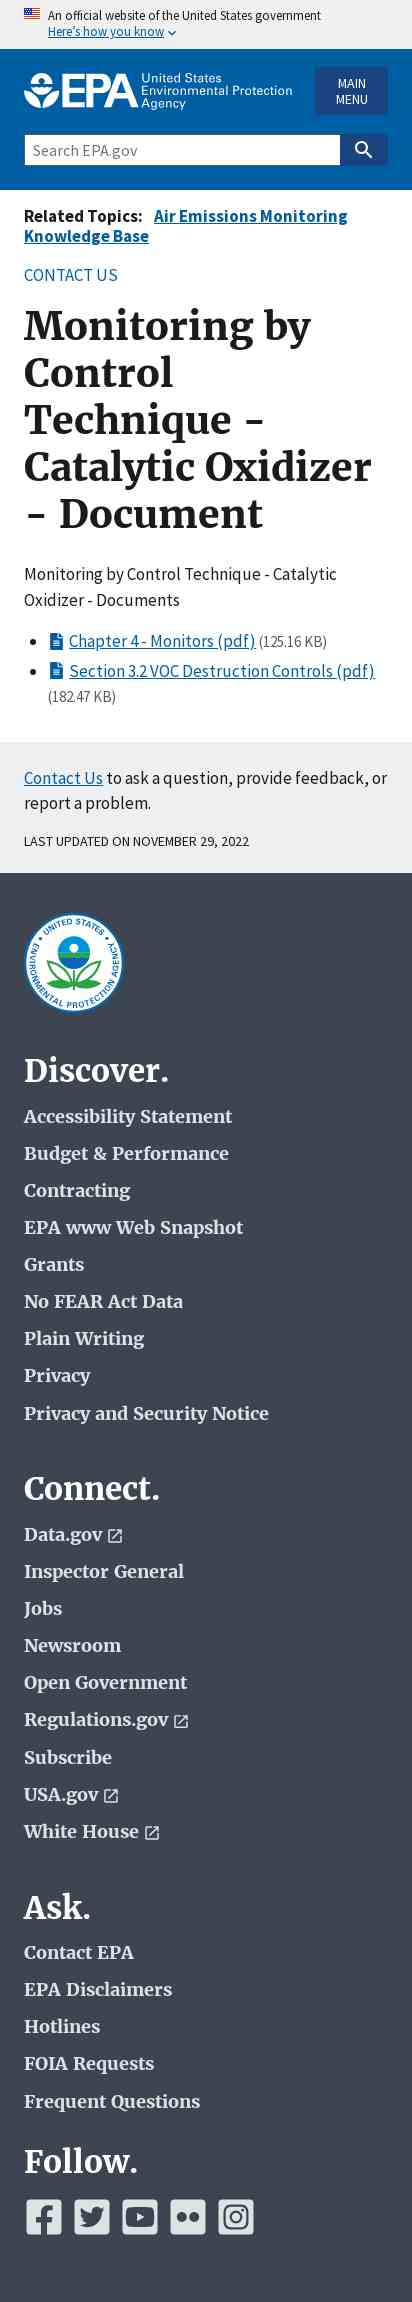 An official website of the United States government
Here's how you know
EPA United States
Environmental Protection
Agency
MAIN
MENU
Search EPA.gov
Related Topics: Air Emissions Monitoring
Knowledge Base
CONTACT US
Monitoring by
Control
Technique -
Catalytic Oxidizer
- Document
Monitoring by Control Technique - Catalytic
Oxidizer - Documents
Chapter 4 - Monitors (pdf) (125.16 KB)
Section 3.2 VOC Destruction Controls (pdf)
(182.47 KB)
Contact Us to ask a question, provide feedback, or
report a problem.
LAST UPDATED ON NOVEMBER 29, 2022
UNITED STATES
ENVIRONMENTAL PROTECTION AGENCY
Discover.
Accessibility Statement
Budget & Performance
Contracting
EPA www Web Snapshot
Grants
No FEAR Act Data
Plain Writing
Privacy
Privacy and Security Notice
Connect.
Data.gov
Inspector General
Jobs
Newsroom
Open Government
Regulations.gov
Subscribe
USA.gov
White House
Ask.
Contact EPA
EPA Disclaimers
Hotlines
FOIA Requests
Frequent Questions
Follow.